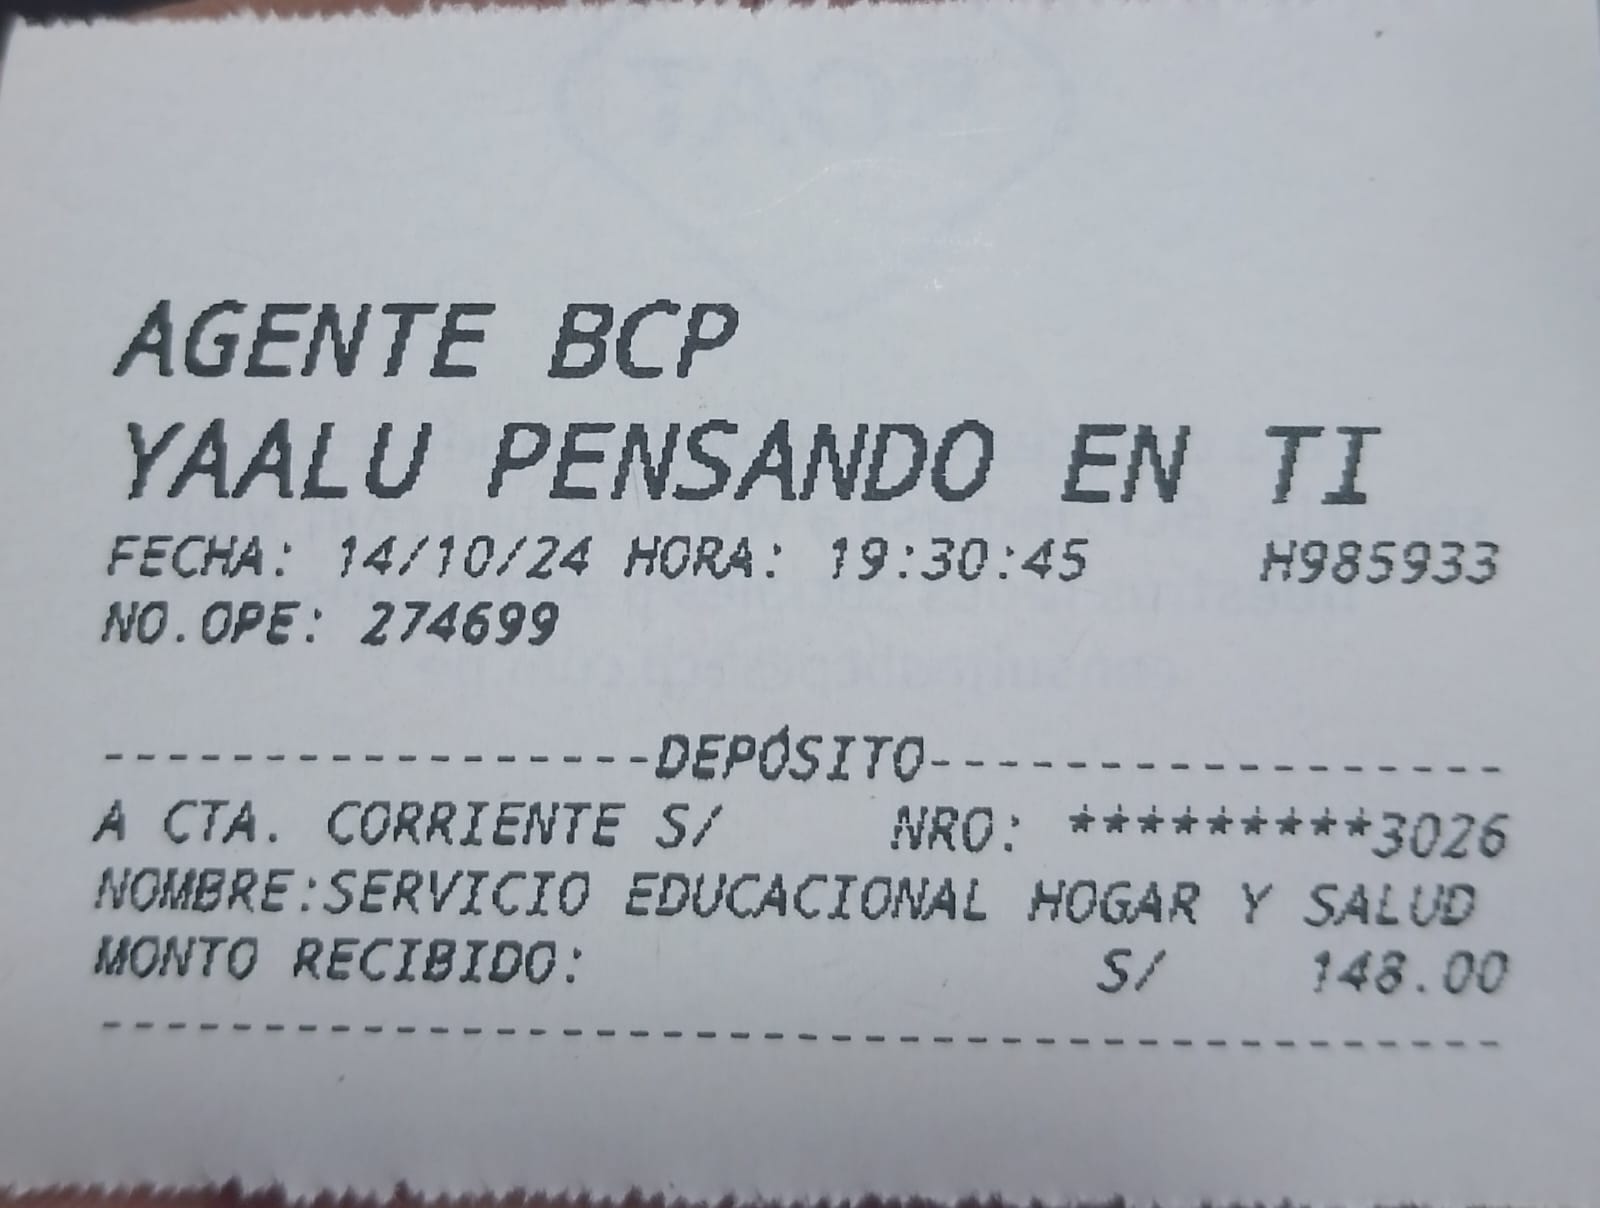 AGENTE BCP
YAALU PENSANDO EN TI
FECHA: 14/10/24 HORA: 19:30:45 H985933
NO.OPE: 274699
-----------------DEPÓSITO------------------
A CTA. CORRIENTE S/ NRO: *********3026
NOMBRE:SERVICIO EDUCACIONAL HOGAR Y SALUD
MONTO RECIBIDO: S/ 148.00
-------------------------------------------